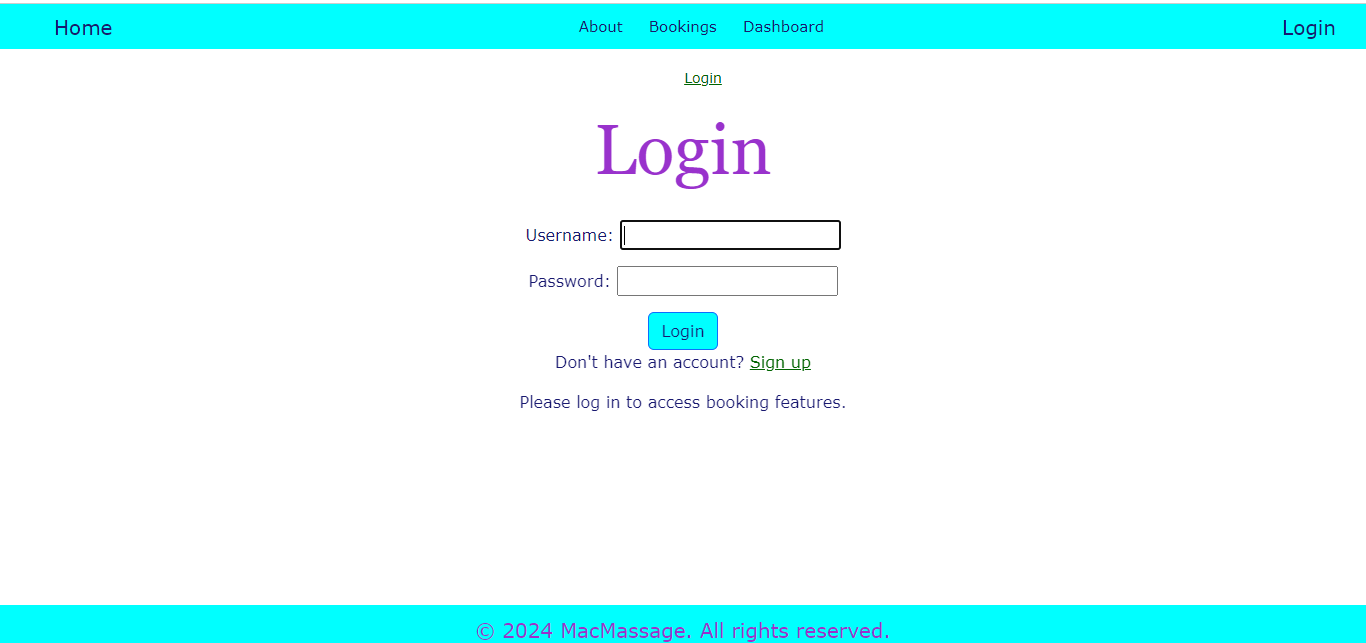 Home About Bookings Dashboard Login
Login
Login
Username:
Password:
Login
Don't have an account? Sign up
Please log in to access booking features.
© 2024 MacMassage. All rights reserved.